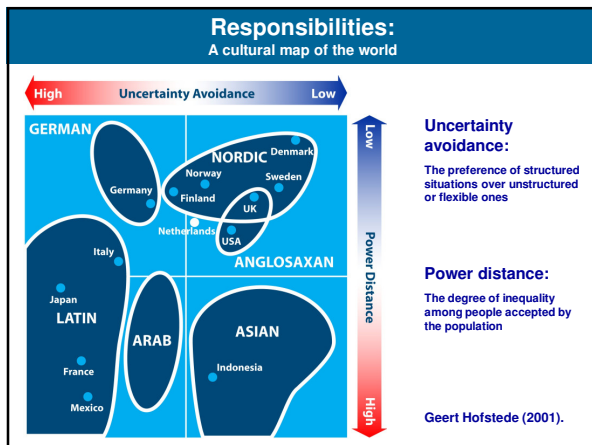 Responsibilities:
A cultural map of the world
High Uncertainty Avoidance Low
GERMAN
NORDIC
Denmark
Norway
Sweden
Germany
Finland
UK
Netherlands
USA
Italy
ANGLOSAXAN
Japan
LATIN
ARAB
ASIAN
France
Indonesia
Mexico
Low
Power Distance
High
Uncertainty
avoidance:
The preference of structured
situations over unstructured
or flexible ones
Power distance:
The degree of inequality
among people accepted by
the population
Geert Hofstede (2001).